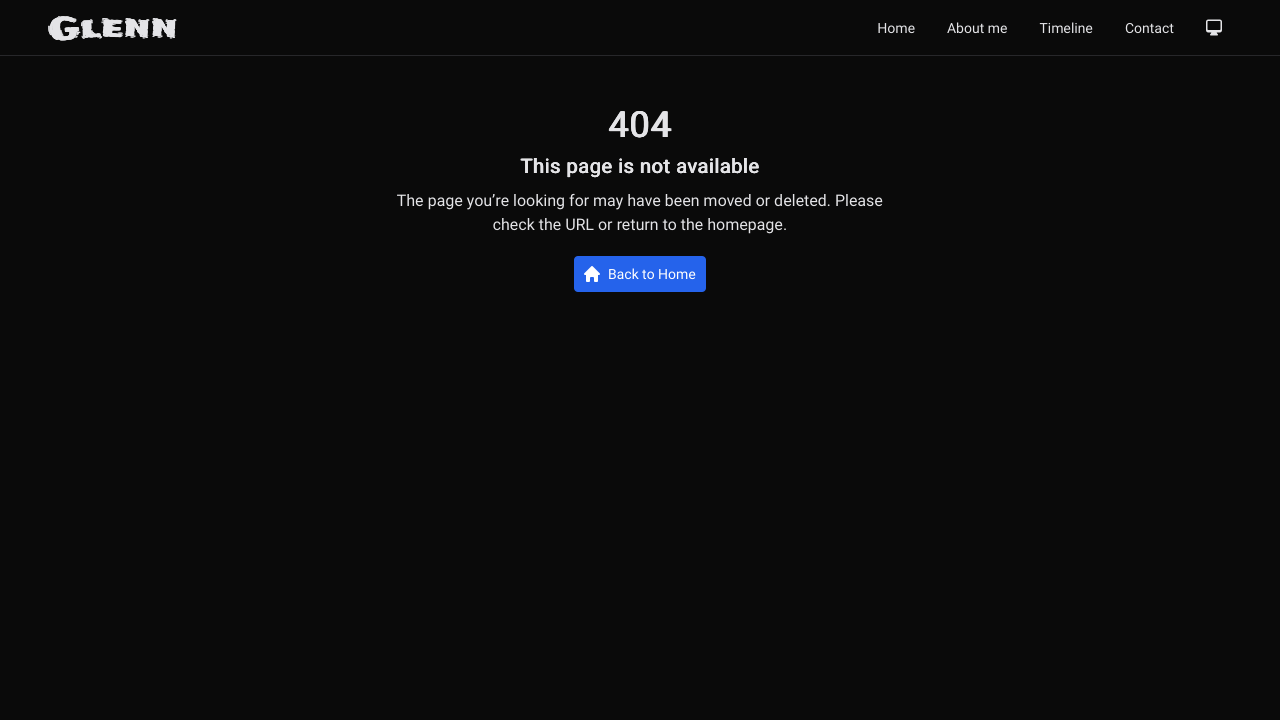 GLENN
Home
About me
Timeline
Contact
404
This page is not available
The page you’re looking for may have been moved or deleted. Please
check the URL or return to the homepage.
Back to Home